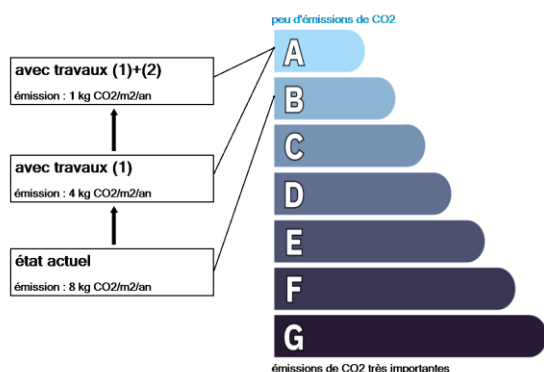 peu d'émissions de CO2
avec travaux (1)+(2)
émission : 1 kg CO2/m2/an
avec travaux (1)
émission : 4 kg CO2/m2/an
état actuel
émission : 8 kg CO2/m2/an
A
B
C
D
E
F
G
émissions de CO2 très importantes